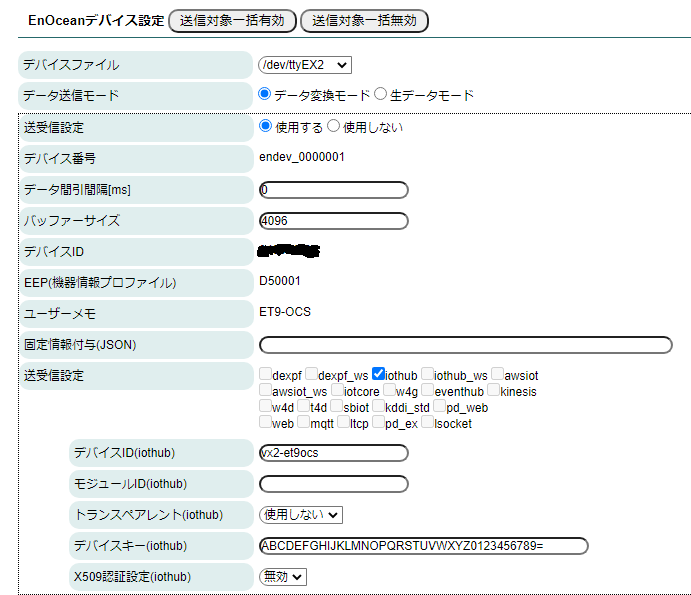 EnOceanデバイス設定 送信対象一括有効 送信対象一括無効
デバイスファイル /dev/ttyEX2
データ送信モード データ変換モード 生データモード
送受信設定 使用する 使用しない
デバイス番号 endev_0000001
データ間引間隔[ms] 0
バッファーサイズ 4096
デバイスID
EEP(機器情報プロファイル) D50001
ユーザーメモ ET9-OCS
固定情報付与(JSON)
送受信設定 dexpf dexpf_ws iothub iothub_ws awsiot
awsiot_ws iotcore w4g eventhub kinesis
w4d t4d sbiot kddi_std pd_web
web mqtt ltcp pd_ex lsocket
デバイスID(iothub) vx2-et9ocs
モジュールID(iothub)
トランスペアレント(iothub) 使用しない
デバイスキー(iothub) ABCDEFGHIJKLMNOPQRSTUVWXYZ0123456789=
X509認証設定(iothub) 無効